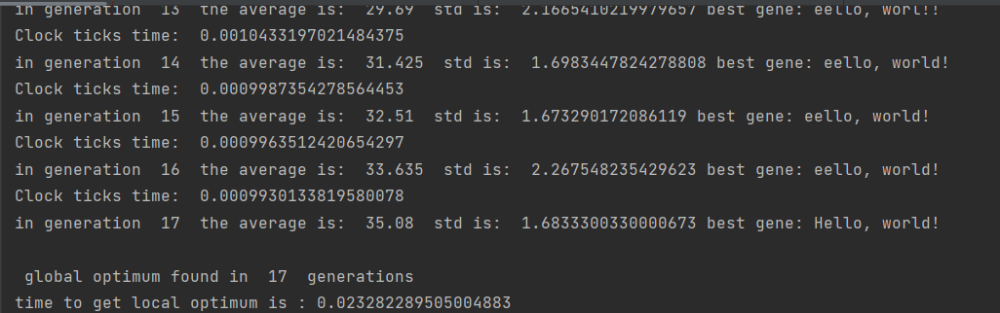 in generation  13  the average is:  29.69  std is:  2.1665410219979657 best gene: eello, worl!!
Clock ticks time:  0.0010433197021484375
in generation  14  the average is:  31.425  std is:  1.6983447824278808 best gene: eello, world!
Clock ticks time:  0.0009987354278564453
in generation  15  the average is:  32.51  std is:  1.673290172086119 best gene: eello, world!
Clock ticks time:  0.0009963512420654297
in generation  16  the average is:  33.635  std is:  2.267548235429623 best gene: eello, world!
Clock ticks time:  0.0009930133819580078
in generation  17  the average is:  35.08  std is:  1.6833300330000673 best gene: Hello, world!
global optimum found in  17  generations
time to get local optimum is : 0.023282289505004883